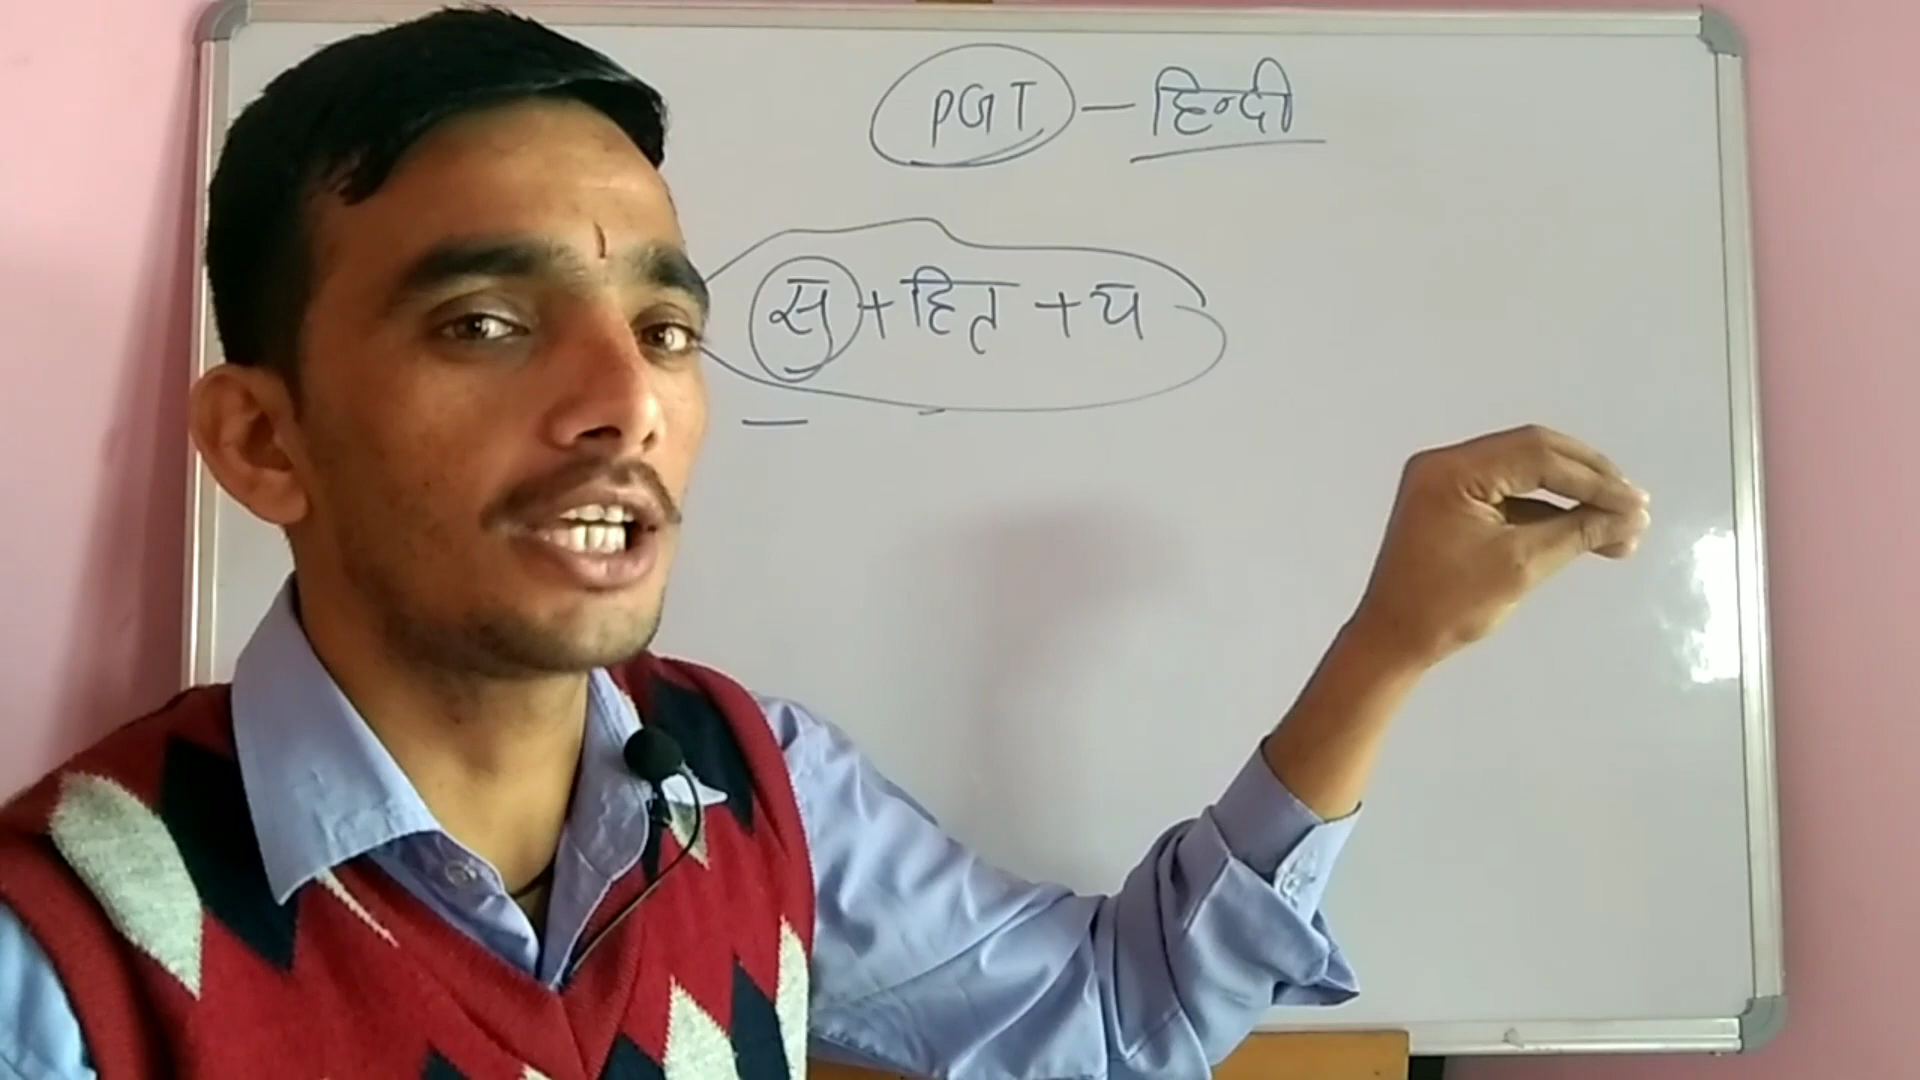 PGT - हिन्दी
सु + हित + य